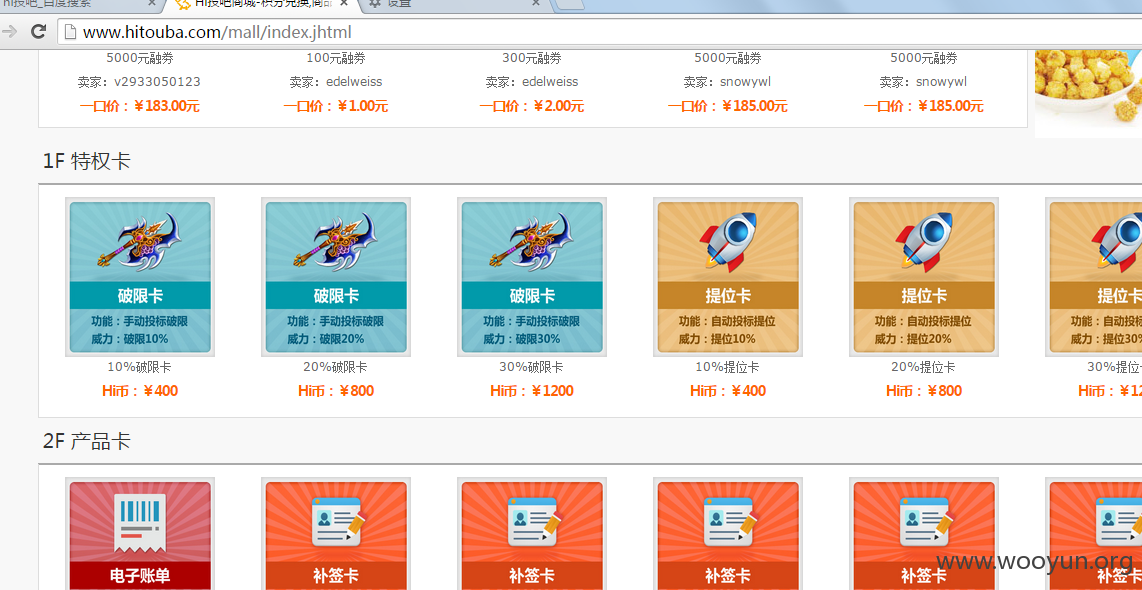 hi投吧_百度搜索 × Hi投吧商城-积分兑换,商品 × 设置 ×
www.hitouba.com/mall/index.jhtml
5000元融券 100元融券 300元融券 5000元融券 5000元融券
卖家：v2933050123 卖家：edelweiss 卖家：edelweiss 卖家：snowywl 卖家：snowywl
一口价：￥183.00元 一口价：￥1.00元 一口价：￥2.00元 一口价：￥185.00元 一口价：￥185.00元
1F 特权卡
破限卡 破限卡 破限卡 提位卡 提位卡 提位卡
功能：手动投标破限 功能：手动投标破限 功能：手动投标破限 功能：自动投标提位 功能：自动投标提位 功能：自动投标
威力：破限10% 威力：破限20% 威力：破限30% 威力：提位10% 威力：提位20% 威力：提位30%
10%破限卡 20%破限卡 30%破限卡 10%提位卡 20%提位卡 30%提位卡
Hi币：￥400 Hi币：￥800 Hi币：￥1200 Hi币：￥400 Hi币：￥800 Hi币：￥12
2F 产品卡
电子账单 补签卡 补签卡 补签卡 补签卡 补签卡
www.wooyun.org